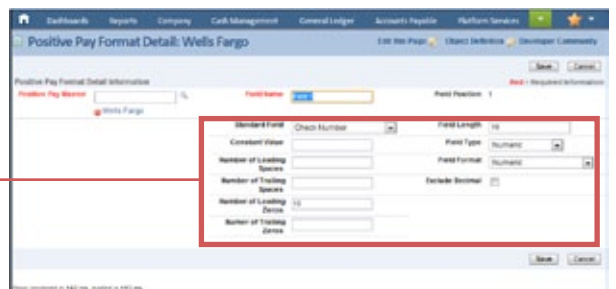 Dashboards Reports Company Cash Management General Ledger Accounts Payable Platform Services
Positive Pay Format Detail: Wells Fargo
Edit this Page Object Definition Developer Community
Save Cancel
Positive Pay Format Detail Information
Red = Required Information
Positive Pay Master
Wells Fargo
Field Name
Field Position 1
Standard Field Check Number
Field Length 10
Constant Value
Field Type Numeric
Number of Leading Spaces
Field Format Numeric
Number of Trailing Spaces
Exclude Decimal
Number of Leading Zeros 10
Number of Trailing Zeros
Save Cancel